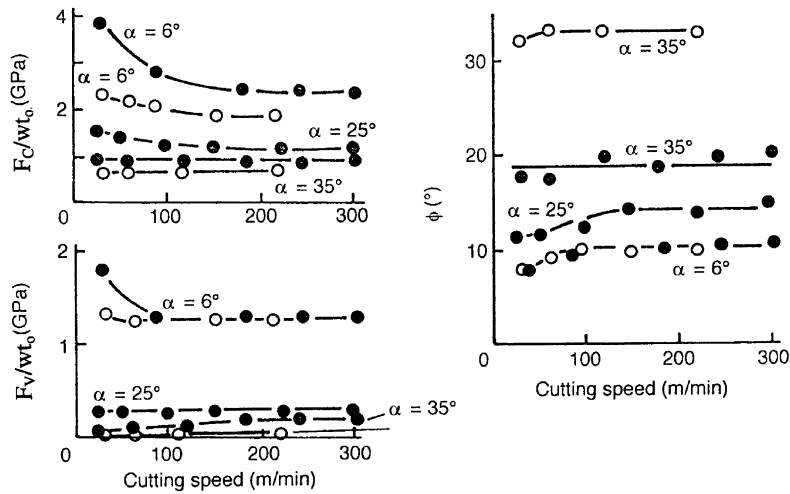 4
2
F_C/wt_o (GPa)
α = 6°
α = 6°
α = 25°
α = 35°
0
100
200
300
2
1
F_V/wt_o (GPa)
α = 6°
α = 25°
α = 35°
0
100
200
300
Cutting speed (m/min)
30
20
10
φ (°)
α = 35°
α = 35°
α = 25°
α = 6°
0
100
200
300
Cutting speed (m/min)